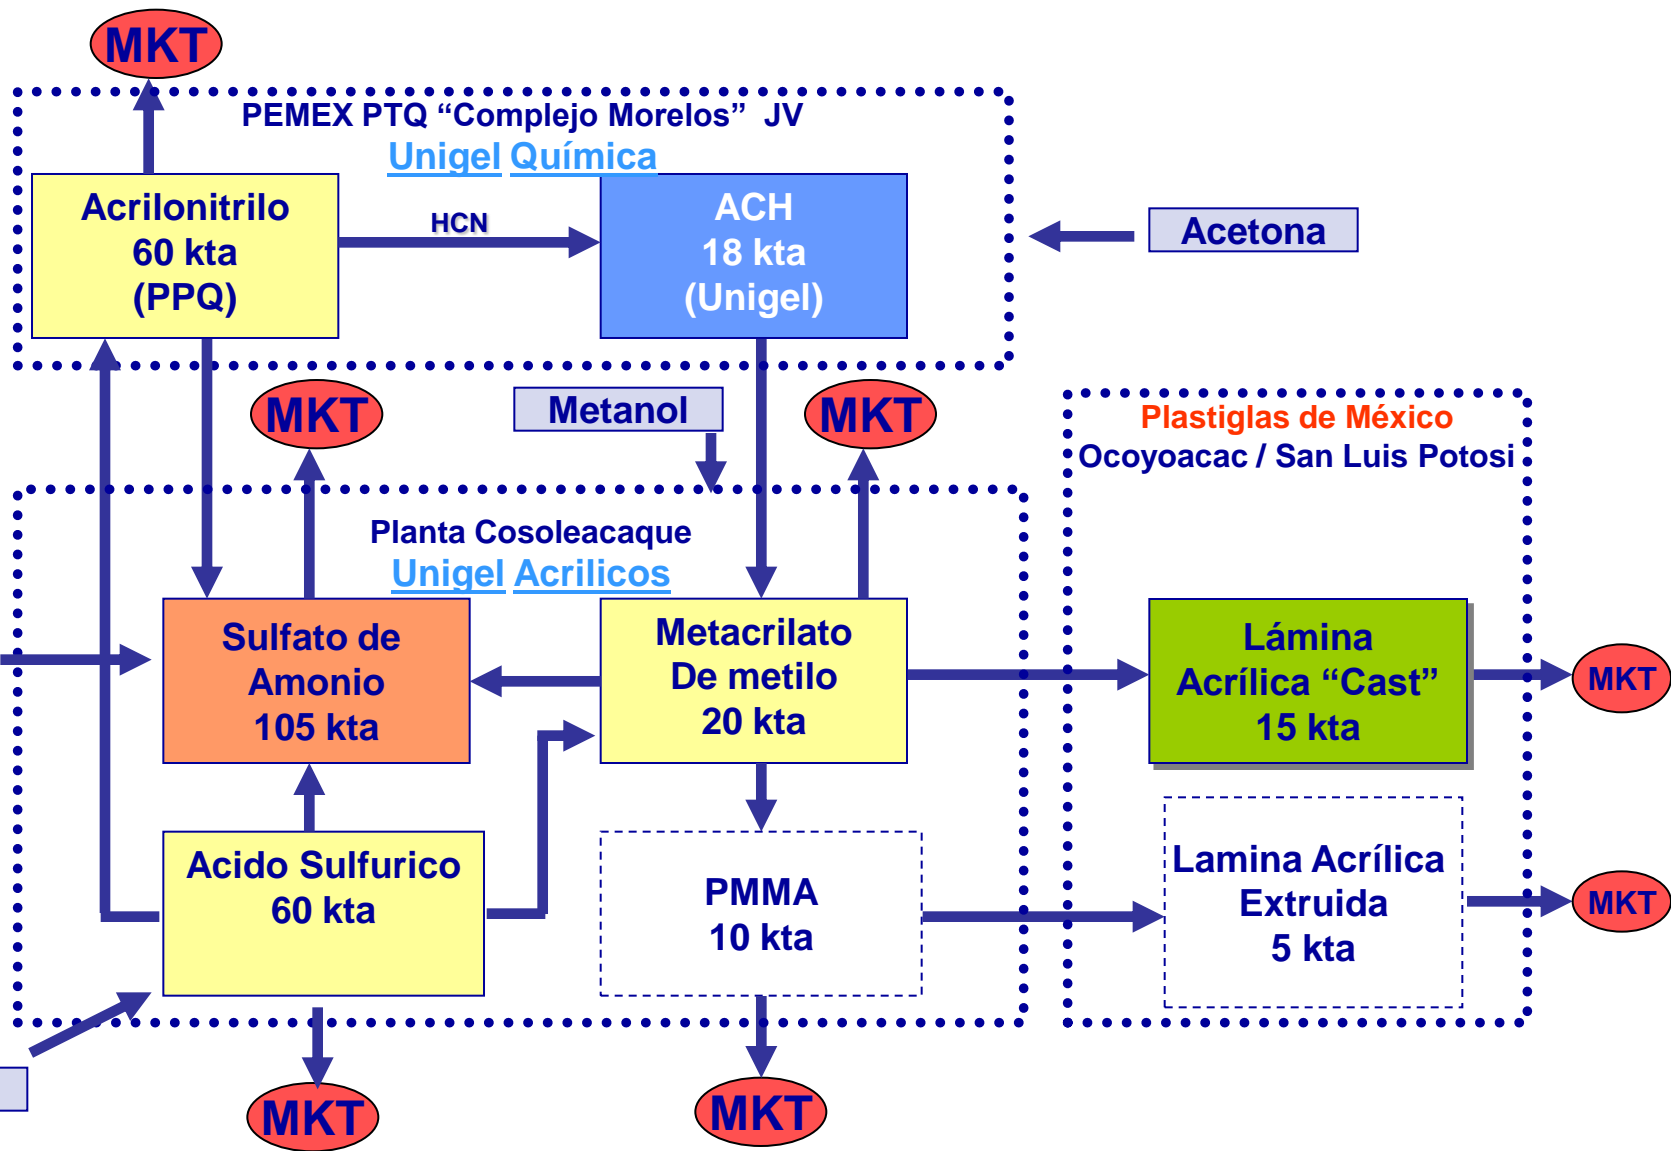 MKT
PEMEX PTQ “Complejo Morelos” JV
Unigel Química
Acrilonitrilo
60 kta
(PPQ)
HCN
ACH
18 kta
(Unigel)
Acetona
MKT
Metanol
MKT
Plastiglas de México
Ocoyoacac / San Luis Potosi
Planta Cosoleacaque
Unigel Acrilicos
Sulfato de
Amonio
105 kta
Metacrilato
De metilo
20 kta
Lámina
Acrílica “Cast”
15 kta
MKT
Acido Sulfurico
60 kta
PMMA
10 kta
Lamina Acrílica
Extruida
5 kta
MKT
MKT
MKT